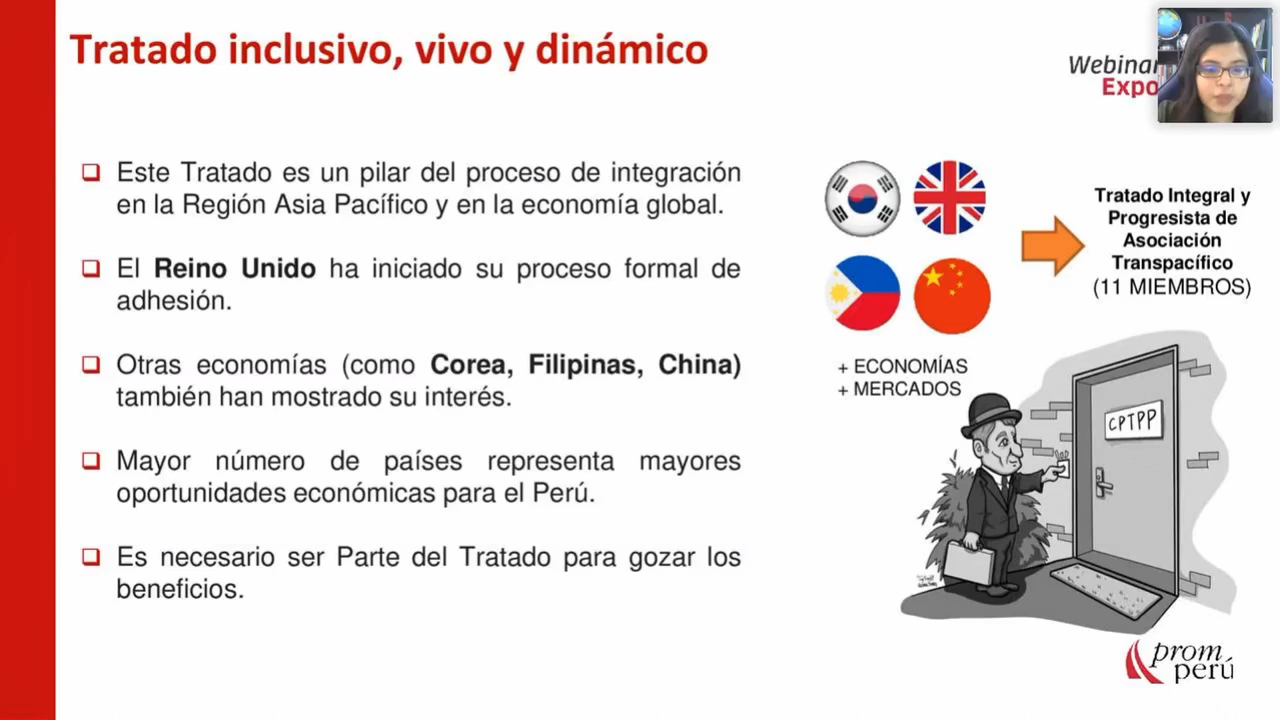 Tratado inclusivo, vivo y dinámico
Webinar
Expo
Este Tratado es un pilar del proceso de integración
en la Región Asia Pacífico y en la economía global.
El Reino Unido ha iniciado su proceso formal de
adhesión.
Otras economías (como Corea, Filipinas, China)
también han mostrado su interés.
Mayor número de países representa mayores
oportunidades económicas para el Perú.
Es necesario ser Parte del Tratado para gozar los
beneficios.
Tratado Integral y
Progresista de
Asociación
Transpacífico
(11 MIEMBROS)
+ ECONOMÍAS
+ MERCADOS
CPTPP
prom
perú